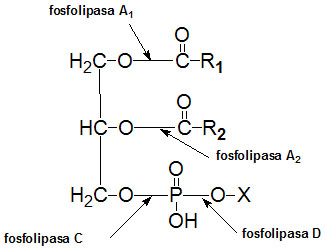 fosfolipasa A1
O
H2C–O–C–R1
O
HC–O–C–R2
fosfolipasa A2
O
H2C–O–P–O–X
OH
fosfolipasa C
fosfolipasa D